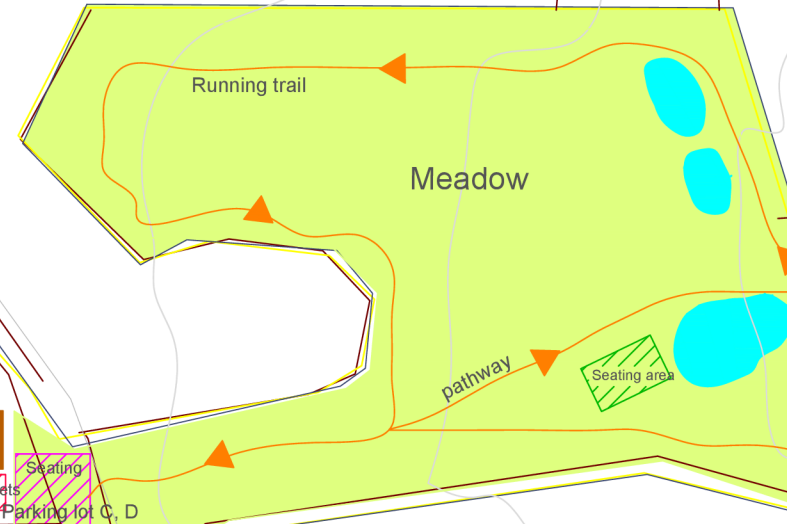 Running trail
Meadow
pathway
Seating area
Seating
ets
Parking lot C, D